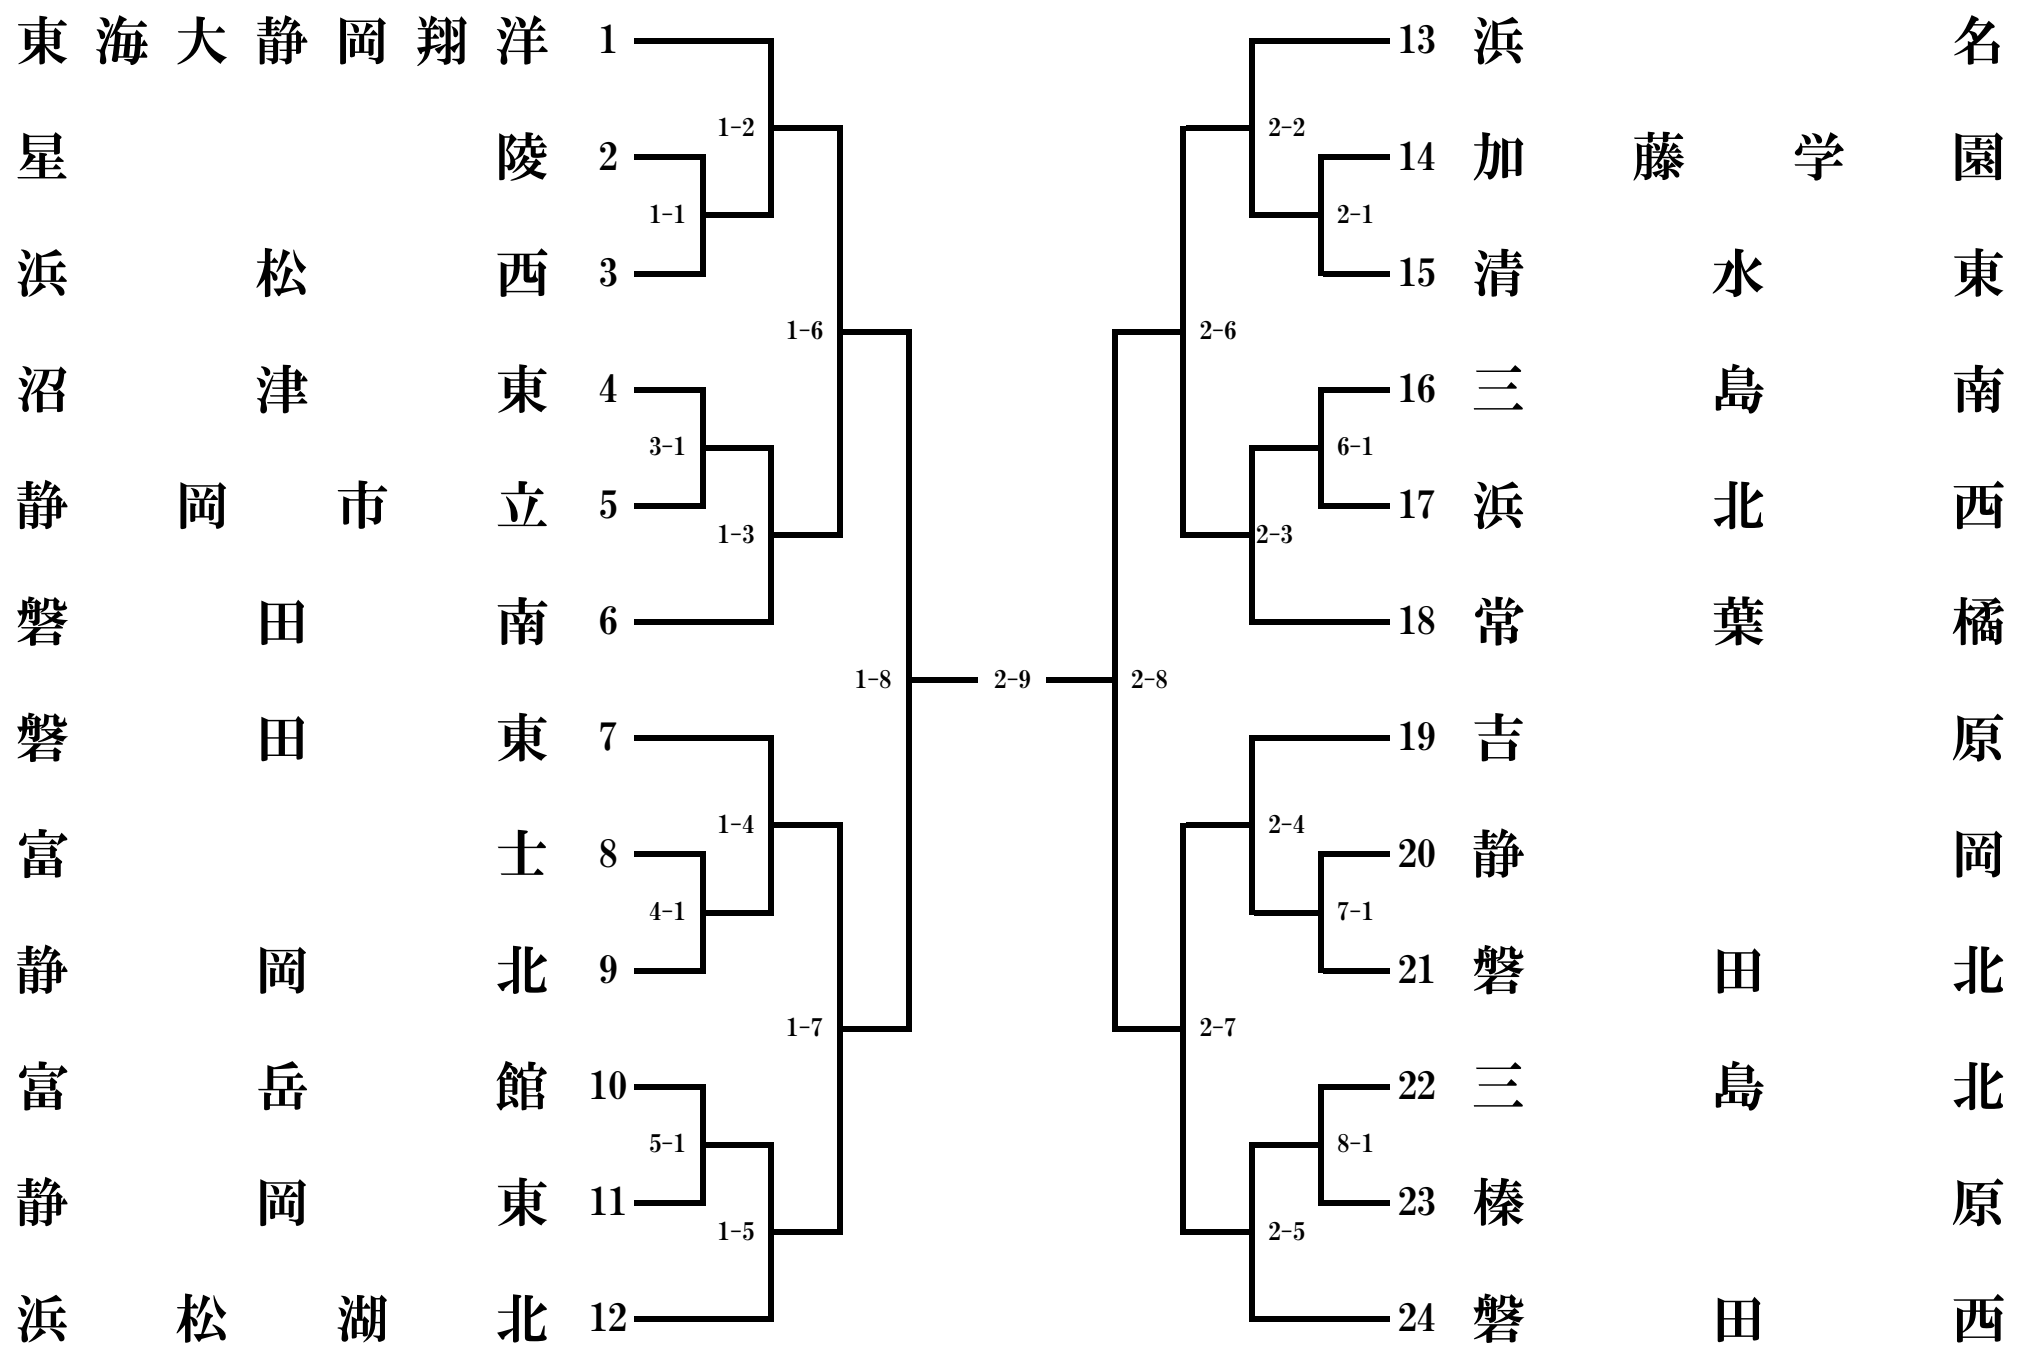 東海大静岡翔洋 1
1-2
星陵 2
1-1
浜松西 3
1-6
沼津東 4
3-1
静岡市立 5
1-3
磐田南 6
1-8
磐田東 7
1-4
富士 8
4-1
静岡北 9
1-7
富岳館 10
5-1
静岡東 11
1-5
浜松湖北 12
2-9
13 浜名
2-2
14 加藤学園
2-1
15 清水東
2-6
16 三島南
6-1
17 浜北西
2-3
18 常葉橘
2-8
19 吉原
2-4
20 静岡
7-1
21 磐田北
2-7
22 三島北
8-1
23 榛原
2-5
24 磐田西